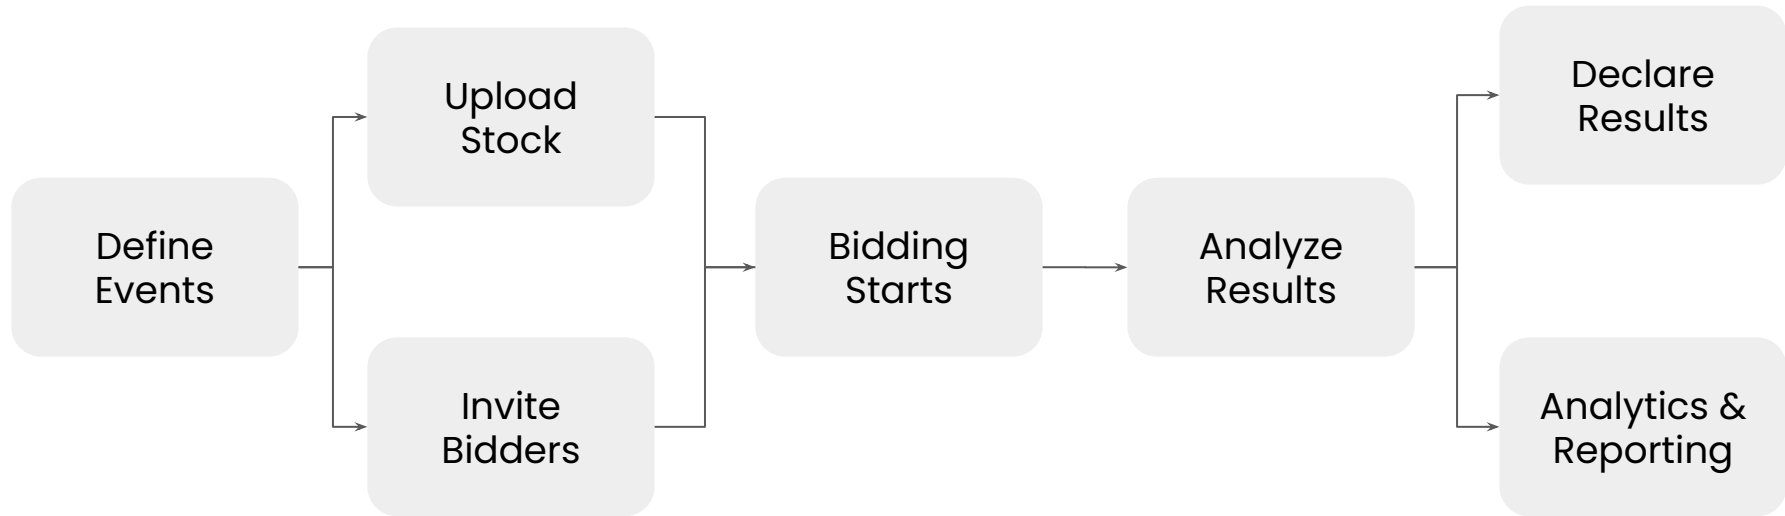 Define
Events
Upload
Stock
Invite
Bidders
Bidding
Starts
Analyze
Results
Declare
Results
Analytics &
Reporting